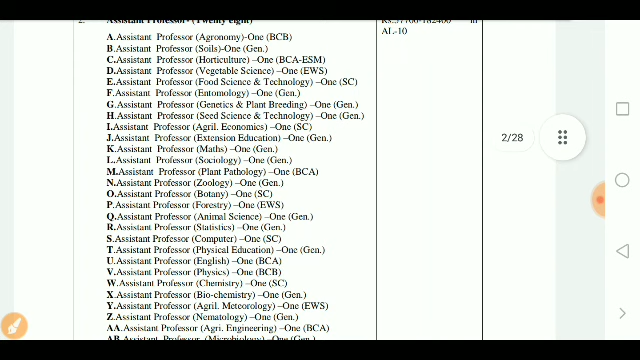 2. Assistant Professor- (Twenty eight)
Rs.57700-182400 in
AL-10
A.Assistant Professor (Agronomy)-One (BCB)
B.Assistant Professor (Soils)-One (Gen.)
C.Assistant Professor (Horticulture) –One (BCA-ESM)
D.Assistant Professor (Vegetable Science) –One (EWS)
E.Assistant Professor (Food Science & Technology) –One (SC)
F.Assistant Professor (Entomology) –One (Gen.)
G.Assistant Professor (Genetics & Plant Breeding) –One (Gen.)
H.Assistant Professor (Seed Science & Technology) –One (Gen.)
I.Assistant Professor (Agril. Economics) –One (SC)
J.Assistant Professor (Extension Education) –One (Gen.)
K.Assistant Professor (Maths) –One (Gen.)
L.Assistant Professor (Sociology) –One (Gen.)
M.Assistant Professor (Plant Pathology) –One (BCA)
N.Assistant Professor (Zoology) –One (Gen.)
O.Assistant Professor (Botany) –One (SC)
P.Assistant Professor (Forestry) –One (EWS)
Q.Assistant Professor (Animal Science) –One (Gen.)
R.Assistant Professor (Statistics) –One (Gen.)
S.Assistant Professor (Computer) –One (SC)
T.Assistant Professor (Physical Education) –One (Gen.)
U.Assistant Professor (English) –One (BCA)
V.Assistant Professor (Physics) –One (BCB)
W.Assistant Professor (Chemistry) –One (SC)
X.Assistant Professor (Bio-chemistry) –One (Gen.)
Y.Assistant Professor (Agril. Meteorology) –One (EWS)
Z.Assistant Professor (Nematology) –One (Gen.)
AA.Assistant Professor (Agri. Engineering) –One (BCA)
AB.Assistant Professor (Microbiology) –One (Gen.)
2/28